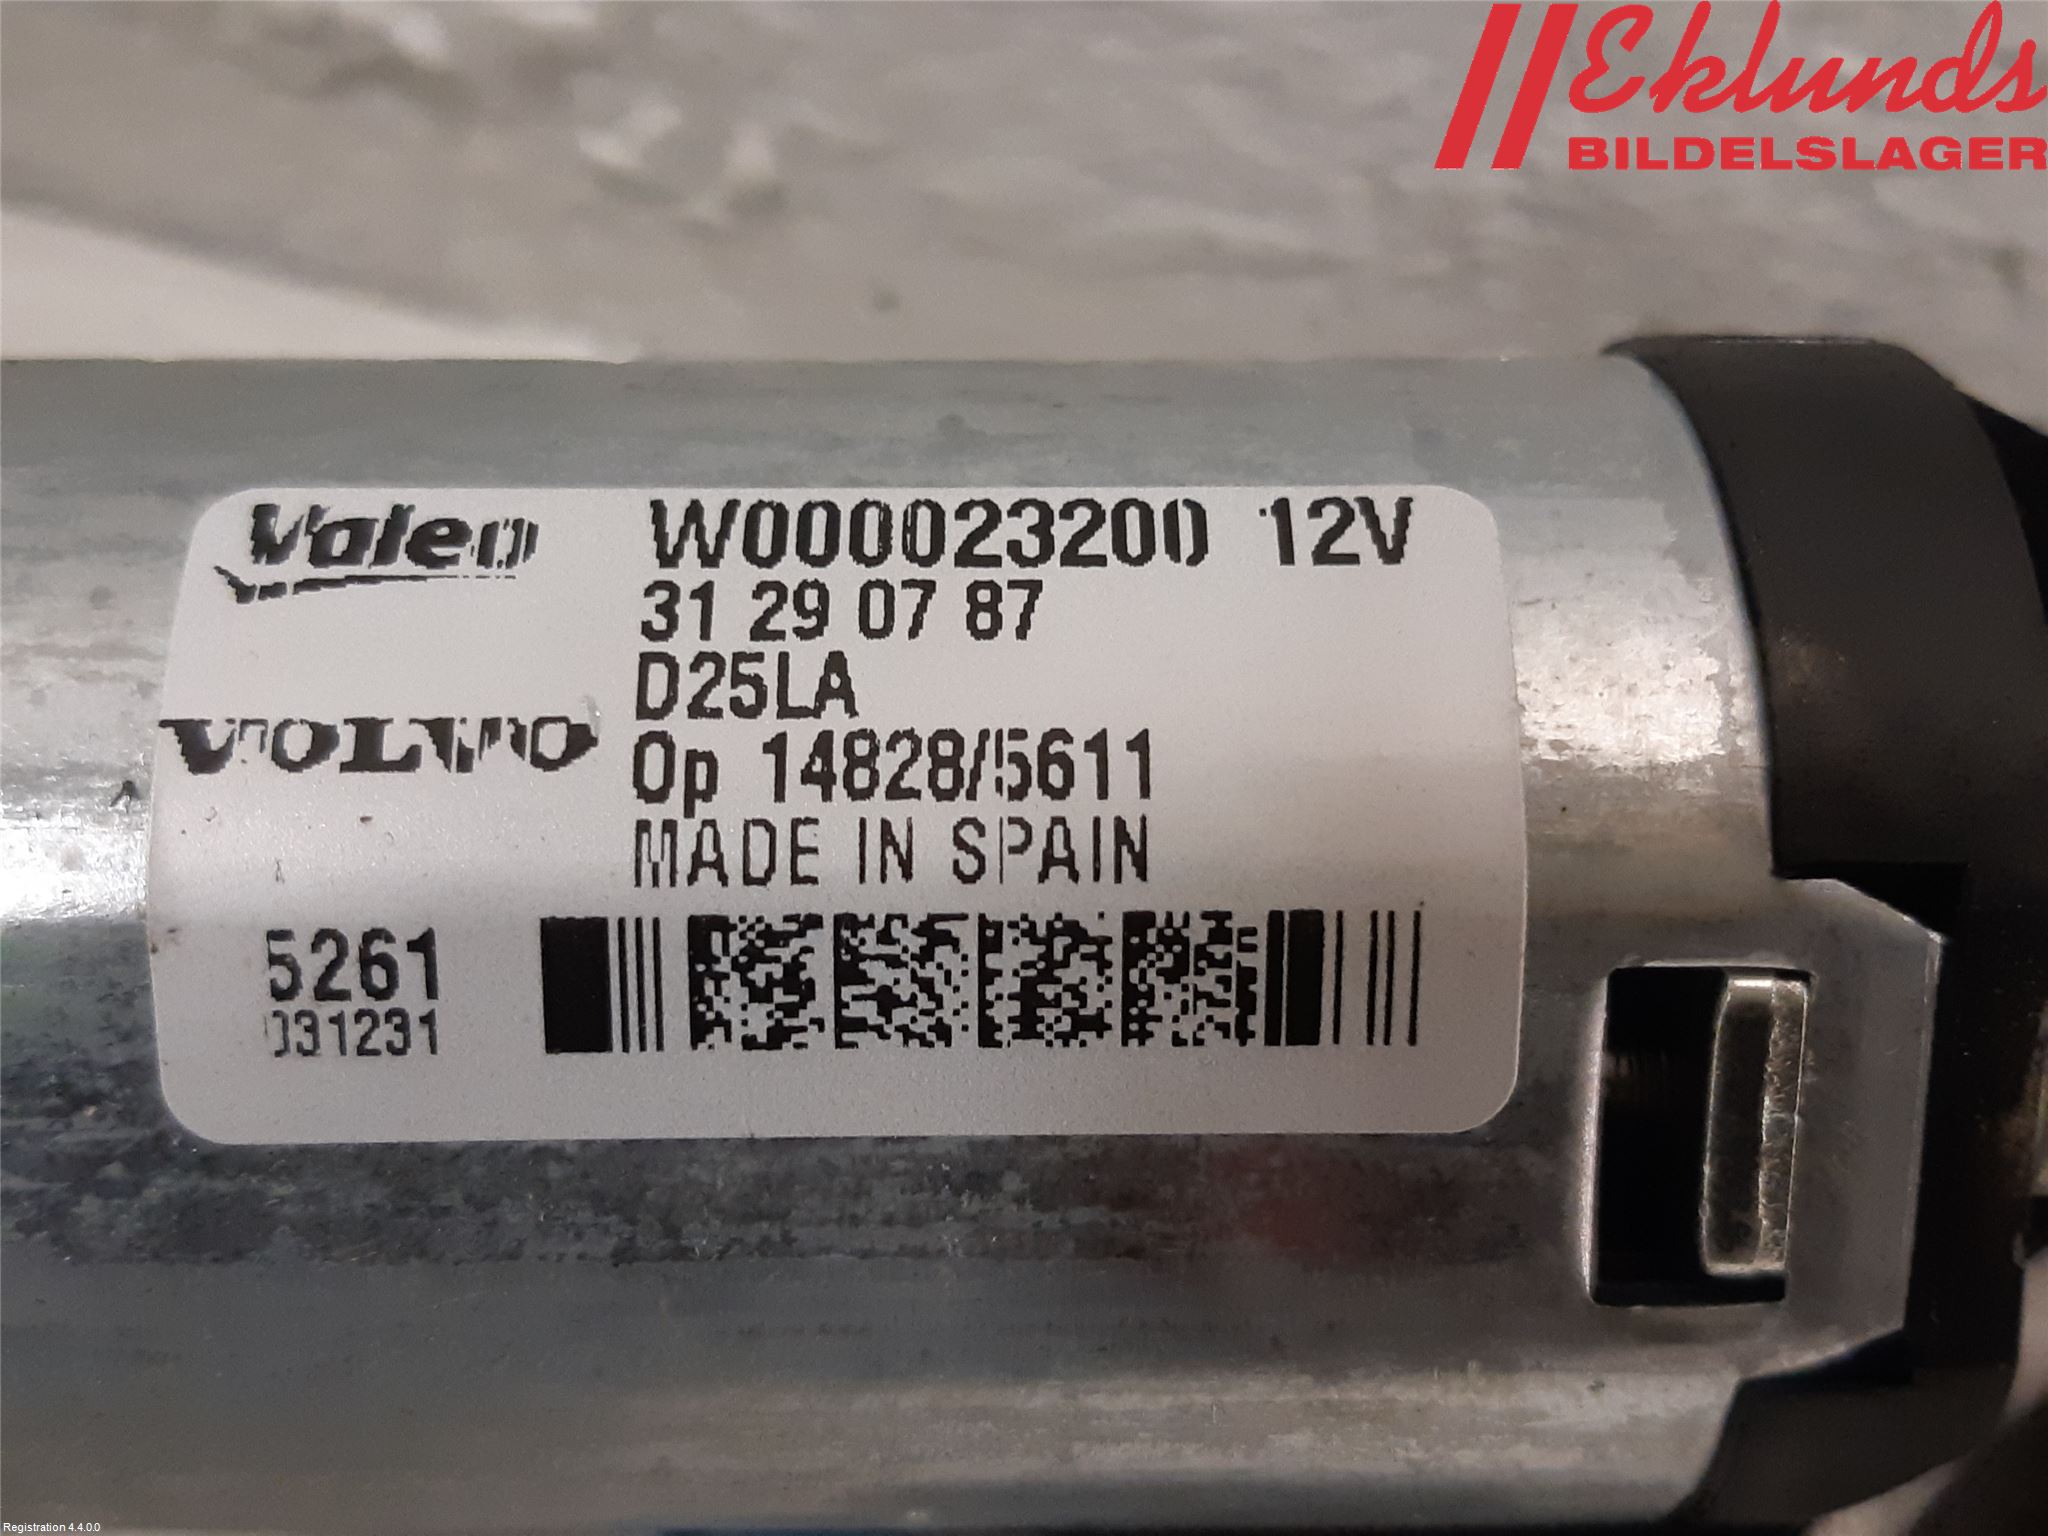 Eklunds
BILDELSLAGER
Valeo
W000023200 12V
31 29 07 87
D25LA
VOLVO
Op 14828/5611
MADE IN SPAIN
5261
031231
Registration 4.4.0.0